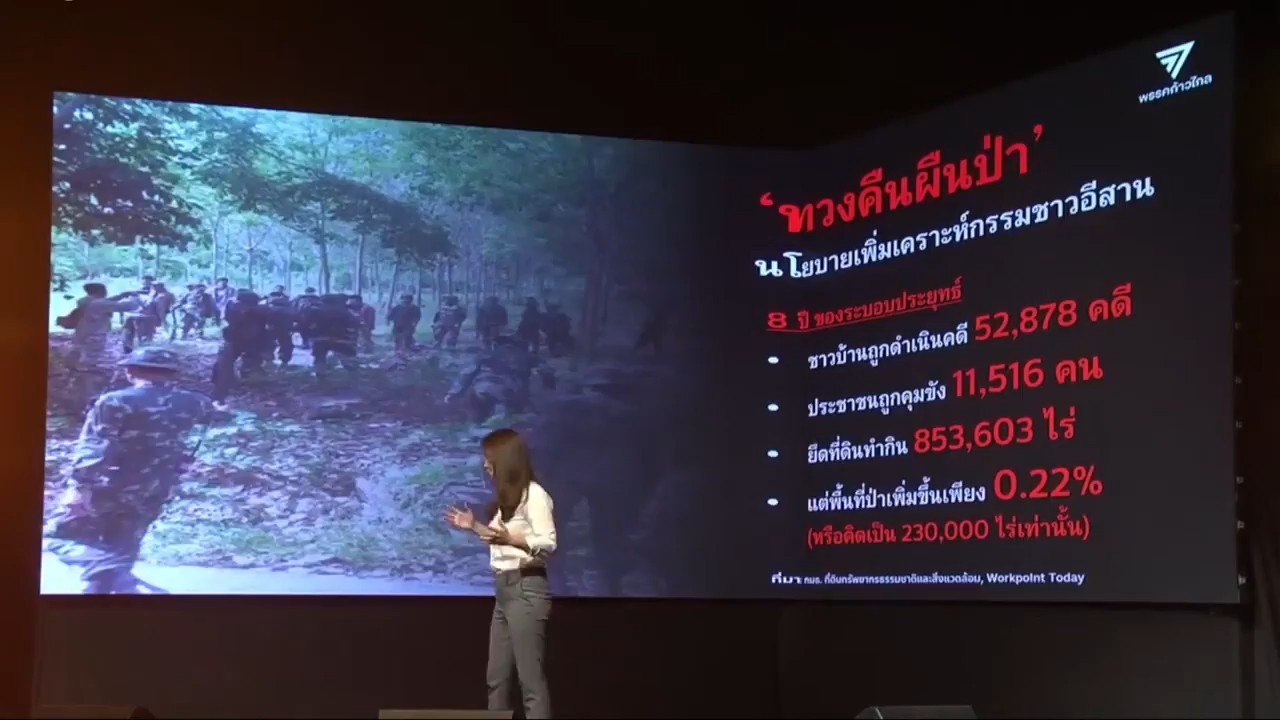 พรรคก้าวไกล
‘ทวงคืนผืนป่า’
นโยบายเพิ่มเคราะห์กรรมชาวอีสาน
8 ปี ของระบอบประยุทธ์
• ชาวบ้านถูกดำเนินคดี 52,878 คดี
• ประชาชนถูกคุมขัง 11,516 คน
• ยึดที่ดินทำกิน 853,603 ไร่
• แต่พื้นที่ป่าเพิ่มขึ้นเพียง 0.22%
(หรือคิดเป็น 230,000 ไร่เท่านั้น)
ที่มา: กมธ. ที่ดินทรัพยากรธรรมชาติและสิ่งแวดล้อม, Workpoint Today